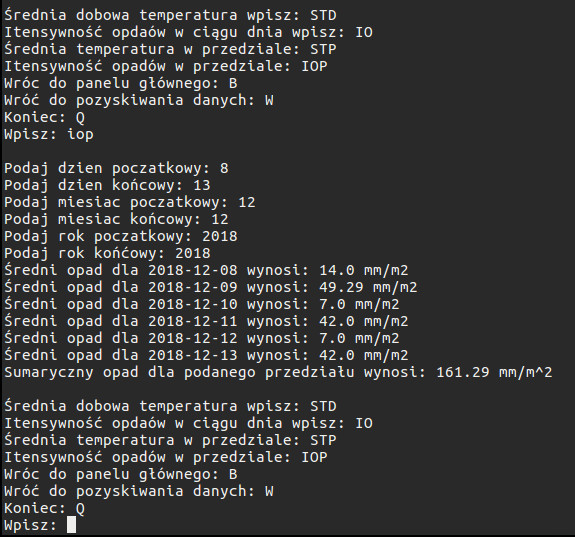 Średnia dobowa temperatura wpisz: STD
Itensywność opdaów w ciągu dnia wpisz: IO
Średnia temperatura w przedziale: STP
Itensywność opadów w przedziale: IOP
Wróc do panelu głównego: B
Wróć do pozyskiwania danych: W
Koniec: Q
Wpisz: iop

Podaj dzien poczatkowy: 8
Podaj dzien końcowy: 13
Podaj miesiac poczatkowy: 12
Podaj miesiac końcowy: 12
Podaj rok poczatkowy: 2018
Podaj rok końćowy: 2018
Średni opad dla 2018-12-08 wynosi: 14.0 mm/m2
Średni opad dla 2018-12-09 wynosi: 49.29 mm/m2
Średni opad dla 2018-12-10 wynosi: 7.0 mm/m2
Średni opad dla 2018-12-11 wynosi: 42.0 mm/m2
Średni opad dla 2018-12-12 wynosi: 7.0 mm/m2
Średni opad dla 2018-12-13 wynosi: 42.0 mm/m2
Sumaryczny opad dla podanego przedziału wynosi: 161.29 mm/m^2

Średnia dobowa temperatura wpisz: STD
Itensywność opdaów w ciągu dnia wpisz: IO
Średnia temperatura w przedziale: STP
Itensywność opadów w przedziale: IOP
Wróc do panelu głównego: B
Wróć do pozyskiwania danych: W
Koniec: Q
Wpisz: